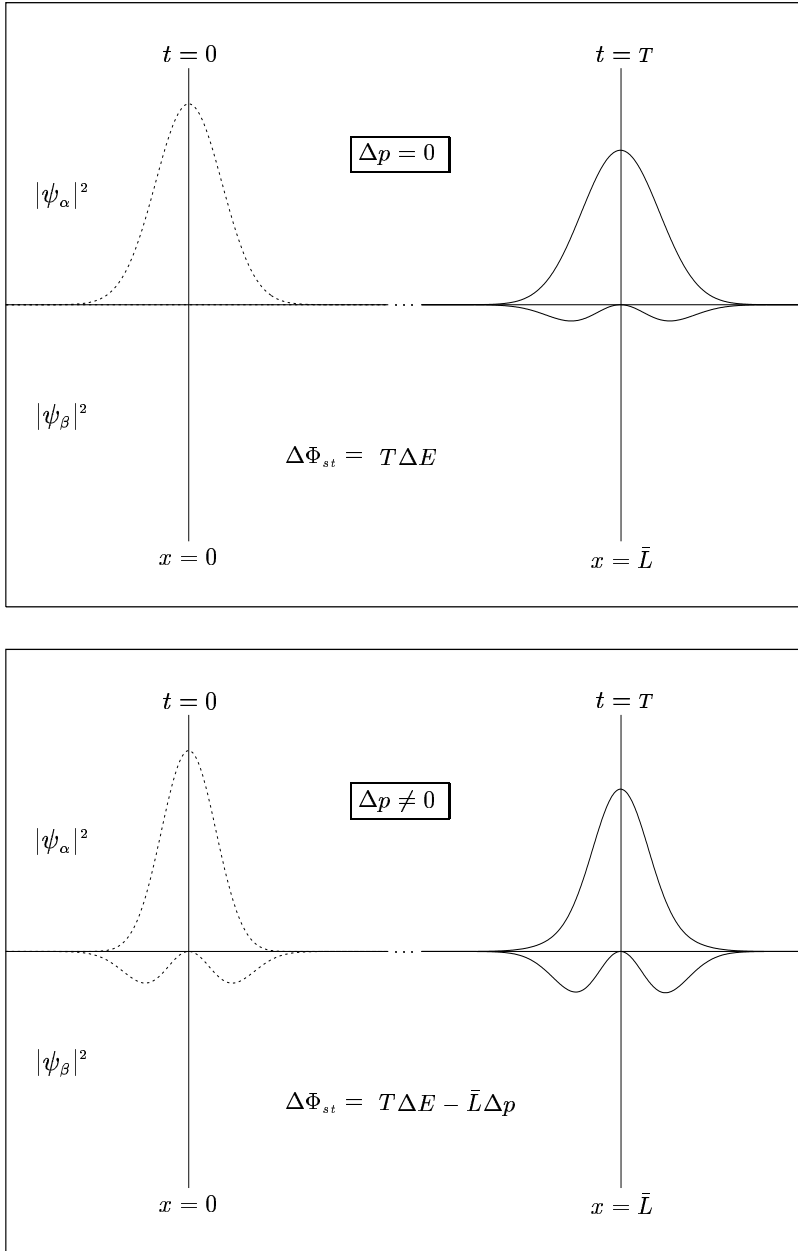 t = 0 t = T
Δp = 0
|ψ_α|²
. . .
|ψ_β|²
ΔΦ_st = TΔE
x = 0 x = L̄
t = 0 t = T
Δp ≠ 0
|ψ_α|²
. . .
|ψ_β|²
ΔΦ_st = TΔE − L̄Δp
x = 0 x = L̄